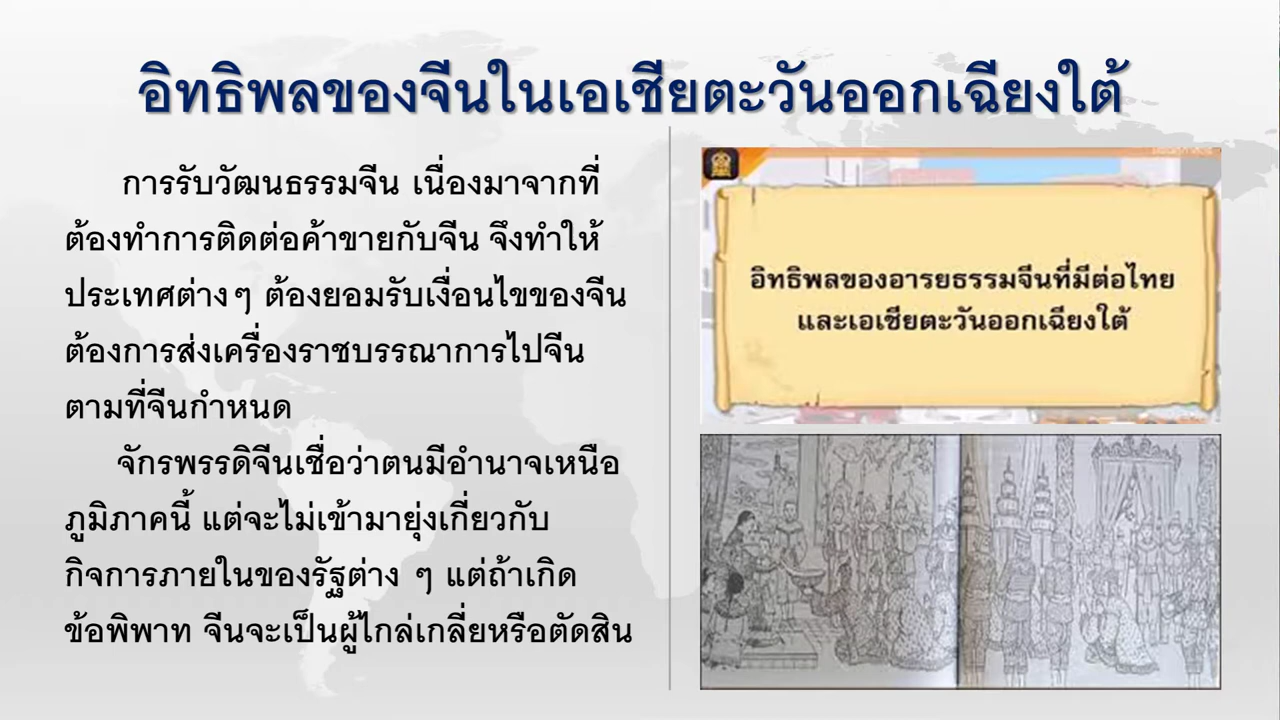 อิทธิพลของจีนในเอเชียตะวันออกเฉียงใต้
การรับวัฒนธรรมจีน เนื่องมาจากที่
ต้องทำการติดต่อค้าขายกับจีน จึงทำให้
ประเทศต่างๆ ต้องยอมรับเงื่อนไขของจีน
ต้องการส่งเครื่องราชบรรณาการไปจีน
ตามที่จีนกำหนด
จักรพรรดิจีนเชื่อว่าตนมีอำนาจเหนือ
ภูมิภาคนี้ แต่จะไม่เข้ามายุ่งเกี่ยวกับ
กิจการภายในของรัฐต่าง ๆ แต่ถ้าเกิด
ข้อพิพาท จีนจะเป็นผู้ไกล่เกลี่ยหรือตัดสิน
อิทธิพลของอารยธรรมจีนที่มีต่อไทย
และเอเชียตะวันออกเฉียงใต้